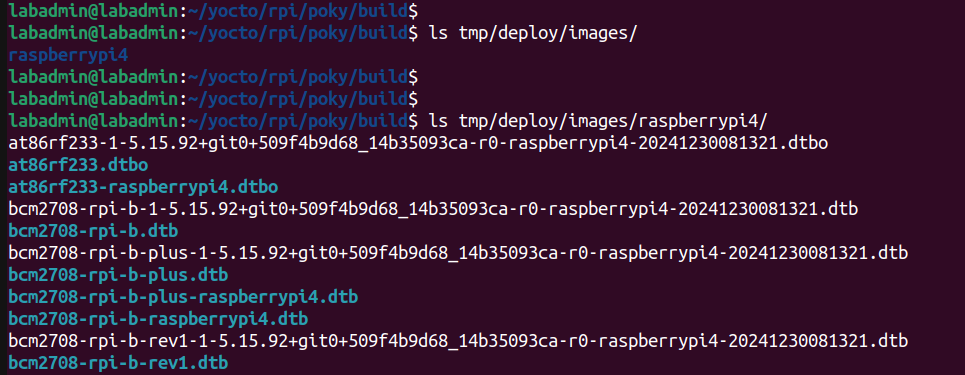 labadmin@labadmin:~/yocto/rpi/poky/build$
labadmin@labadmin:~/yocto/rpi/poky/build$ ls tmp/deploy/images/
raspberrypi4
labadmin@labadmin:~/yocto/rpi/poky/build$
labadmin@labadmin:~/yocto/rpi/poky/build$
labadmin@labadmin:~/yocto/rpi/poky/build$ ls tmp/deploy/images/raspberrypi4/
at86rf233-1-5.15.92+git0+509f4b9d68_14b35093ca-r0-raspberrypi4-20241230081321.dtbo
at86rf233.dtbo
at86rf233-raspberrypi4.dtbo
bcm2708-rpi-b-1-5.15.92+git0+509f4b9d68_14b35093ca-r0-raspberrypi4-20241230081321.dtb
bcm2708-rpi-b.dtb
bcm2708-rpi-b-plus-1-5.15.92+git0+509f4b9d68_14b35093ca-r0-raspberrypi4-20241230081321.dtb
bcm2708-rpi-b-plus.dtb
bcm2708-rpi-b-plus-raspberrypi4.dtb
bcm2708-rpi-b-raspberrypi4.dtb
bcm2708-rpi-b-rev1-1-5.15.92+git0+509f4b9d68_14b35093ca-r0-raspberrypi4-20241230081321.dtb
bcm2708-rpi-b-rev1.dtb